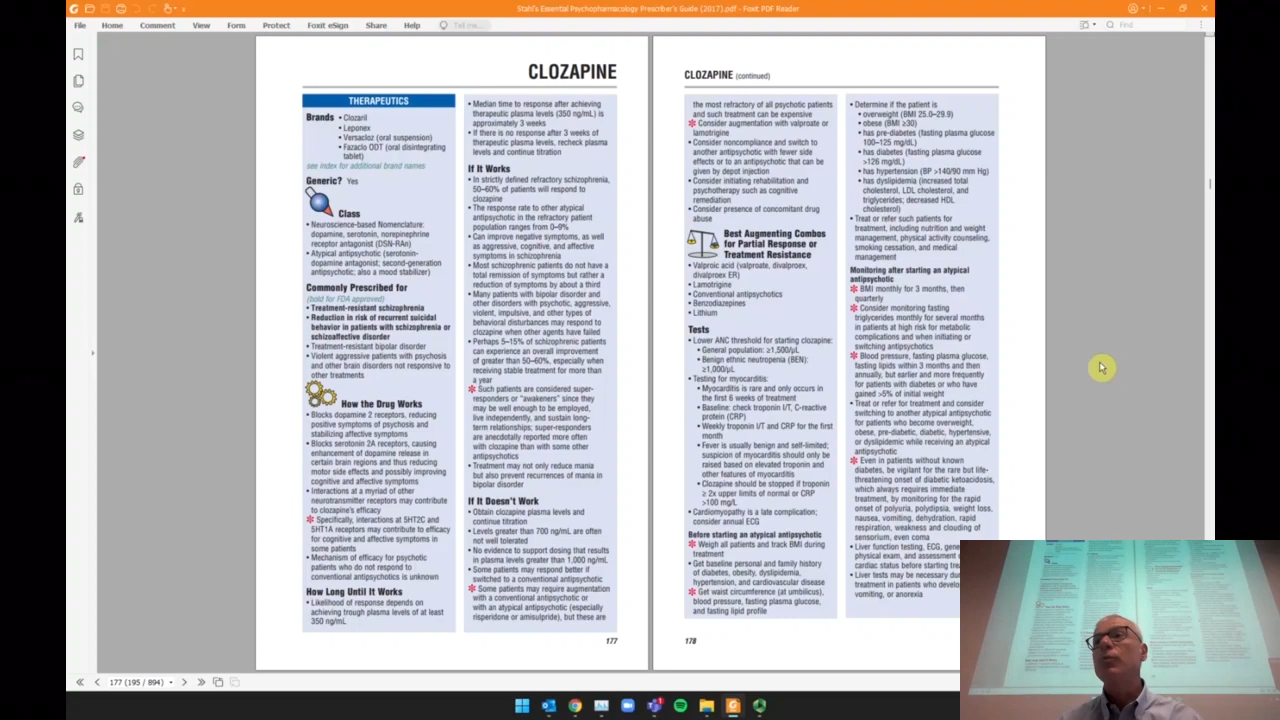 Stahl's Essential Psychopharmacology Prescriber's Guide (2017).pdf - Foxit PDF Reader
File Home Comment View Form Protect Foxit eSign Share Help Tell me... Find
CLOZAPINE
THERAPEUTICS
Brands • Clozaril
• Leponex
• Versacloz (oral suspension)
• Fazaclo ODT (oral disintegrating
tablet)
see index for additional brand names
Generic? Yes
Class
• Neuroscience-based Nomenclature:
dopamine, serotonin, norepinephrine
receptor antagonist (DSN-RAn)
• Atypical antipsychotic (serotonin-
dopamine antagonist; second-generation
antipsychotic; also a mood stabilizer)
Commonly Prescribed for
(bold for FDA approved)
• Treatment-resistant schizophrenia
• Reduction in risk of recurrent suicidal
behavior in patients with schizophrenia or
schizoaffective disorder
• Treatment-resistant bipolar disorder
• Violent aggressive patients with psychosis
and other brain disorders not responsive to
other treatments
How the Drug Works
• Blocks dopamine 2 receptors, reducing
positive symptoms of psychosis and
stabilizing affective symptoms
• Blocks serotonin 2A receptors, causing
enhancement of dopamine release in
certain brain regions and thus reducing
motor side effects and possibly improving
cognitive and affective symptoms
• Interactions at a myriad of other
neurotransmitter receptors may contribute
to clozapine's efficacy
✽ Specifically, interactions at 5HT2C and
5HT1A receptors may contribute to efficacy
for cognitive and affective symptoms in
some patients
• Mechanism of efficacy for psychotic
patients who do not respond to
conventional antipsychotics is unknown
How Long Until It Works
• Likelihood of response depends on
achieving trough plasma levels of at least
350 ng/mL
• Median time to response after achieving
therapeutic plasma levels (350 ng/mL) is
approximately 3 weeks
• If there is no response after 3 weeks of
therapeutic plasma levels, recheck plasma
levels and continue titration
If It Works
• In strictly defined refractory schizophrenia,
50–60% of patients will respond to
clozapine
• The response rate to other atypical
antipsychotic in the refractory patient
population ranges from 0–9%
• Can improve negative symptoms, as well
as aggressive, cognitive, and affective
symptoms in schizophrenia
• Most schizophrenic patients do not have a
total remission of symptoms but rather a
reduction of symptoms by about a third
• Many patients with bipolar disorder and
other disorders with psychotic, aggressive,
violent, impulsive, and other types of
behavioral disturbances may respond to
clozapine when other agents have failed
• Perhaps 5–15% of schizophrenic patients
can experience an overall improvement
of greater than 50–60%, especially when
receiving stable treatment for more than
a year
✽ Such patients are considered super-
responders or "awakeners" since they
may be well enough to be employed,
live independently, and sustain long-
term relationships; super-responders
are anecdotally reported more often
with clozapine than with some other
antipsychotics
• Treatment may not only reduce mania
but also prevent recurrences of mania in
bipolar disorder
If It Doesn't Work
• Obtain clozapine plasma levels and
continue titration
• Levels greater than 700 ng/mL are often
not well tolerated
• No evidence to support dosing that results
in plasma levels greater than 1,000 ng/mL
• Some patients may respond better if
switched to a conventional antipsychotic
✽ Some patients may require augmentation
with a conventional antipsychotic or
with an atypical antipsychotic (especially
risperidone or amisulpride), but these are
177
CLOZAPINE (continued)
the most refractory of all psychotic patients
and such treatment can be expensive
✽ Consider augmentation with valproate or
lamotrigine
• Consider noncompliance and switch to
another antipsychotic with fewer side
effects or to an antipsychotic that can be
given by depot injection
• Consider initiating rehabilitation and
psychotherapy such as cognitive
remediation
• Consider presence of concomitant drug
abuse
Best Augmenting Combos
for Partial Response or
Treatment Resistance
• Valproic acid (valproate, divalproex,
divalproex ER)
• Lamotrigine
• Conventional antipsychotics
• Benzodiazepines
• Lithium
Tests
• Lower ANC threshold for starting clozapine:
• General population: ≥1,500/μL
• Benign ethnic neutropenia (BEN):
≥1,000/μL
• Testing for myocarditis:
• Myocarditis is rare and only occurs in
the first 6 weeks of treatment
• Baseline: check troponin I/T, C-reactive
protein (CRP)
• Weekly troponin I/T and CRP for the first
month
• Fever is usually benign and self-limited;
suspicion of myocarditis should only be
raised based on elevated troponin and
other features of myocarditis
• Clozapine should be stopped if troponin
≥ 2x upper limits of normal or CRP
>100 mg/L
• Cardiomyopathy is a late complication;
consider annual ECG
Before starting an atypical antipsychotic
✽ Weigh all patients and track BMI during
treatment
• Get baseline personal and family history
of diabetes, obesity, dyslipidemia,
hypertension, and cardiovascular disease
✽ Get waist circumference (at umbilicus),
blood pressure, fasting plasma glucose,
and fasting lipid profile
• Determine if the patient is
• overweight (BMI 25.0–29.9)
• obese (BMI ≥30)
• has pre-diabetes (fasting plasma glucose
100–125 mg/dL)
• has diabetes (fasting plasma glucose
>126 mg/dL)
• has hypertension (BP >140/90 mm Hg)
• has dyslipidemia (increased total
cholesterol, LDL cholesterol, and
triglycerides; decreased HDL
cholesterol)
• Treat or refer such patients for
treatment, including nutrition and weight
management, physical activity counseling,
smoking cessation, and medical
management
Monitoring after starting an atypical
antipsychotic
✽ BMI monthly for 3 months, then
quarterly
✽ Consider monitoring fasting
triglycerides monthly for several months
in patients at high risk for metabolic
complications and when initiating or
switching antipsychotics
✽ Blood pressure, fasting plasma glucose,
fasting lipids within 3 months and then
annually, but earlier and more frequently
for patients with diabetes or who have
gained >5% of initial weight
• Treat or refer for treatment and consider
switching to another atypical antipsychotic
for patients who become overweight,
obese, pre-diabetic, diabetic, hypertensive,
or dyslipidemic while receiving an atypical
antipsychotic
✽ Even in patients without known
diabetes, be vigilant for the rare but life-
threatening onset of diabetic ketoacidosis,
which always requires immediate
treatment, by monitoring for the rapid
onset of polyuria, polydipsia, weight loss,
nausea, vomiting, dehydration, rapid
respiration, weakness and clouding of
sensorium, even coma
• Liver function testing, ECG, gene
physical exam, and assessment
cardiac status before starting tre
• Liver tests may be necessary du
treatment in patients who develo
vomiting, or anorexia
178
177 (195 / 894)